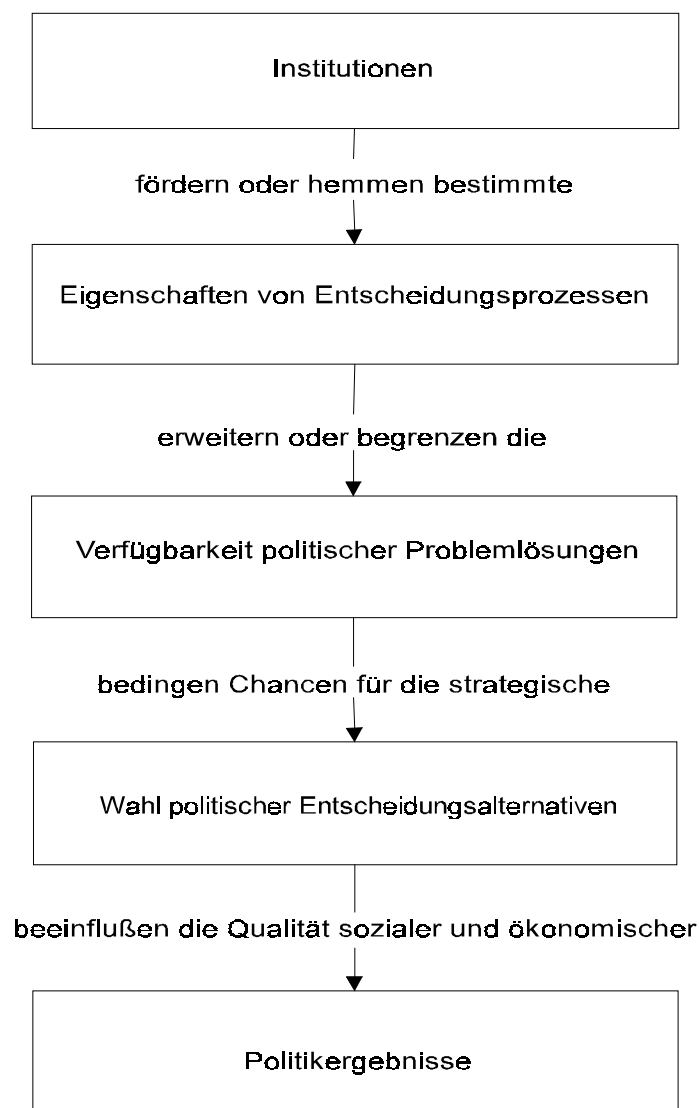 Institutionen
fördern oder hemmen bestimmte
Eigenschaften von Entscheidungsprozessen
erweitern oder begrenzen die
Verfügbarkeit politischer Problemlösungen
bedingen Chancen für die strategische
Wahl politischer Entscheidungsalternativen
beeinflußen die Qualität sozialer und ökonomischer
Politikergebnisse